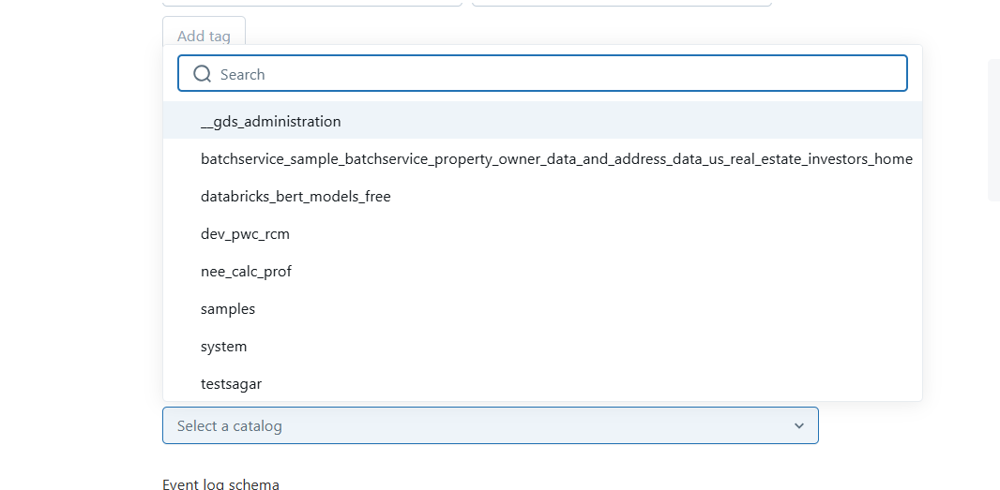 Add tag
Search
__gds_administration
batchservice_sample_batchservice_property_owner_data_and_address_data_us_real_estate_investors_home
databricks_bert_models_free
dev_pwc_rcm
nee_calc_prof
samples
system
testsagar
Select a catalog
Event log schema